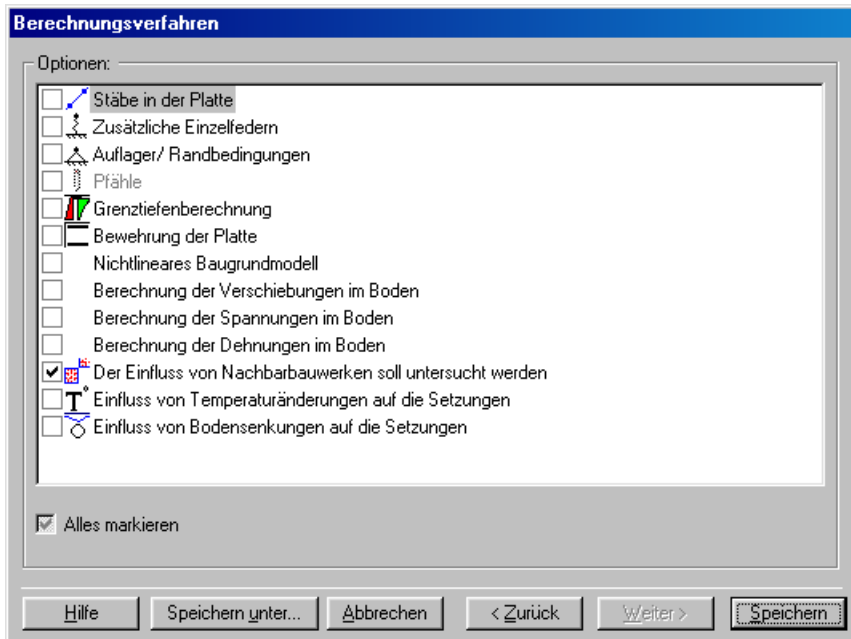 Berechnungsverfahren
Optionen:
Stäbe in der Platte
Zusätzliche Einzelfedern
Auflager/ Randbedingungen
Pfähle
Grenztiefenberechnung
Bewehrung der Platte
Nichtlineares Baugrundmodell
Berechnung der Verschiebungen im Boden
Berechnung der Spannungen im Boden
Berechnung der Dehnungen im Boden
Der Einfluss von Nachbarbauwerken soll untersucht werden
T° Einfluss von Temperaturänderungen auf die Setzungen
Einfluss von Bodensenkungen auf die Setzungen
Alles markieren
Hilfe Speichern unter... Abbrechen < Zurück Weiter > Speichern